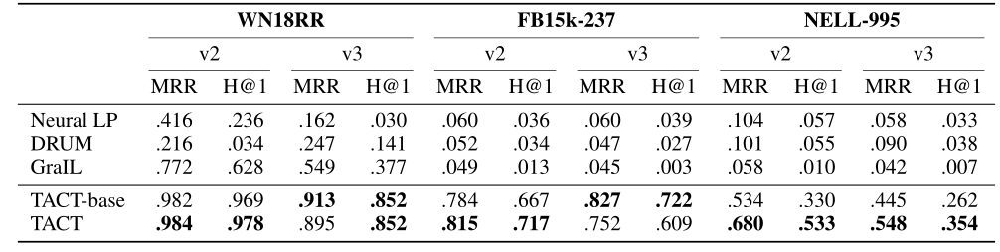 WN18RR FB15k-237 NELL-995
v2 v3 v2 v3 v2 v3
MRR H@1 MRR H@1 MRR H@1 MRR H@1 MRR H@1 MRR H@1
Neural LP .416 .236 .162 .030 .060 .036 .060 .039 .104 .057 .058 .033
DRUM .216 .034 .247 .141 .052 .034 .047 .027 .101 .055 .090 .038
GraIL .772 .628 .549 .377 .049 .013 .045 .003 .058 .010 .042 .007
TACT-base .982 .969 .913 .852 .784 .667 .827 .722 .534 .330 .445 .262
TACT .984 .978 .895 .852 .815 .717 .752 .609 .680 .533 .548 .354